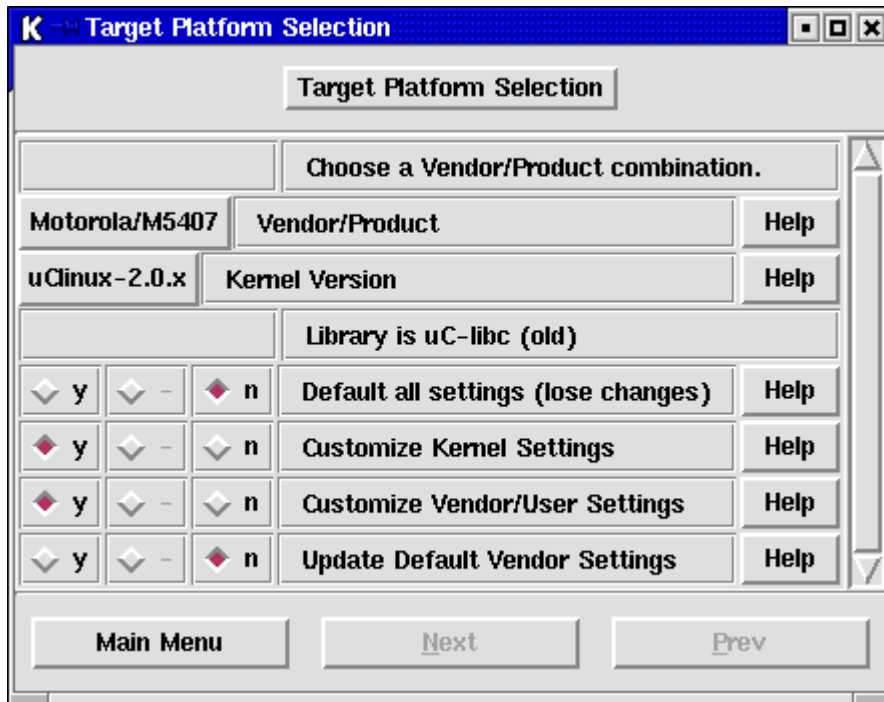 K Target Platform Selection
Target Platform Selection
Choose a Vendor/Product combination.
Motorola/M5407 Vendor/Product Help
uClinux-2.0.x Kernel Version Help
Library is uC-libc (old)
y - n Default all settings (lose changes) Help
y - n Customize Kernel Settings Help
y - n Customize Vendor/User Settings Help
y - n Update Default Vendor Settings Help
Main Menu Next Prev